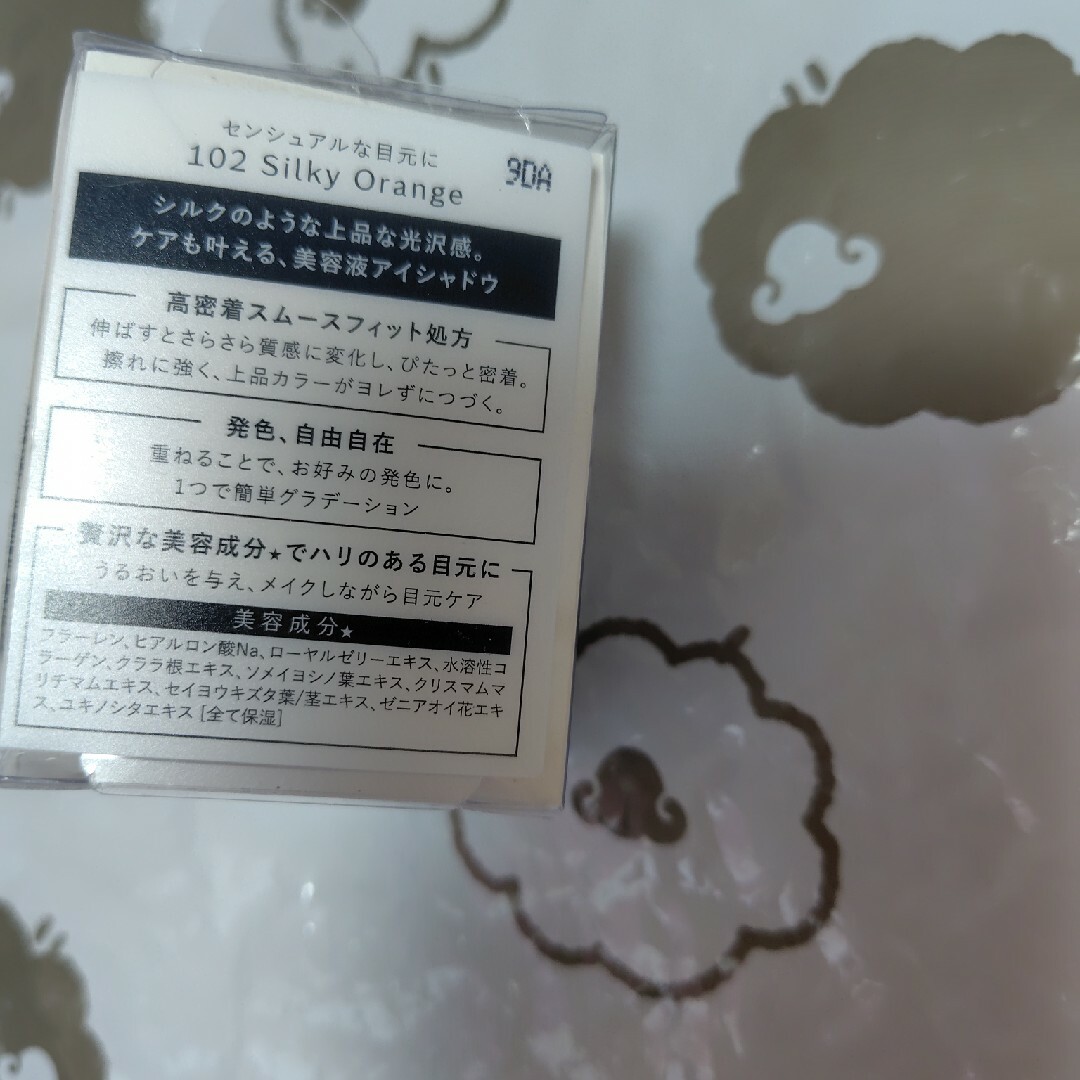 センシュアルな目元に
102 Silky Orange
9DA
シルクのような上品な光沢感。
ケアも叶える、美容液アイシャドウ
高密着スムースフィット処方
伸ばすとさらさら質感に変化し、ぴたっと密着。
擦れに強く、上品カラーがヨレずにつづく。
発色、自由自在
重ねることで、お好みの発色に。
1つで簡単グラデーション
贅沢な美容成分★でハリのある目元に
うるおいを与え、メイクしながら目元ケア
美容成分★
フラーレン、ヒアルロン酸Na、ローヤルゼリーエキス、水溶性コ
ラーゲン、クララ根エキス、ソメイヨシノ葉エキス、クリスマムマ
リチマムエキス、セイヨウキズタ葉/茎エキス、ゼニアオイ花エキ
ス、ユキノシタエキス [全て保湿]